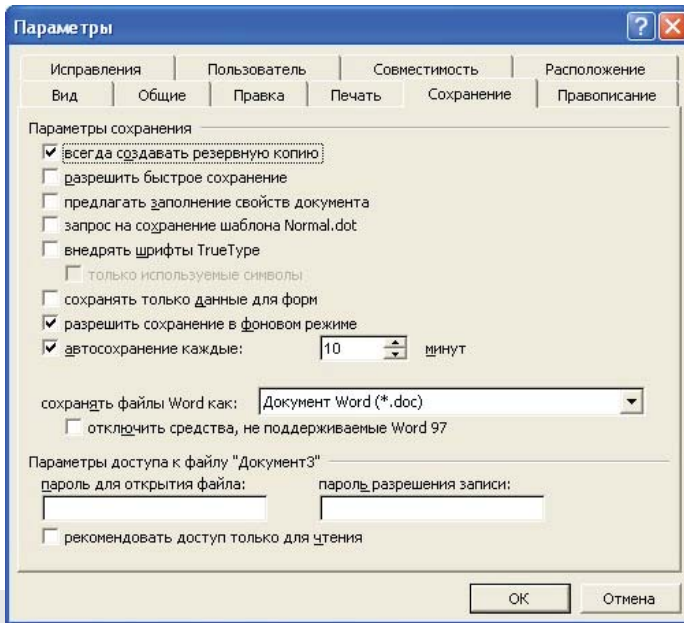 Параметры
Исправления Пользователь Совместимость Расположение
Вид Общие Правка Печать Сохранение Правописание
Параметры сохранения
всегда создавать резервную копию
разрешить быстрое сохранение
предлагать заполнение свойств документа
запрос на сохранение шаблона Normal.dot
внедрять шрифты TrueType
только используемые символы
сохранять только данные для форм
разрешить сохранение в фоновом режиме
автосохранение каждые: 10 минут
сохранять файлы Word как: Документ Word (*.doc)
отключить средства, не поддерживаемые Word 97
Параметры доступа к файлу "Документ3"
пароль для открытия файла: пароль разрешения записи:
рекомендовать доступ только для чтения
ОК Отмена